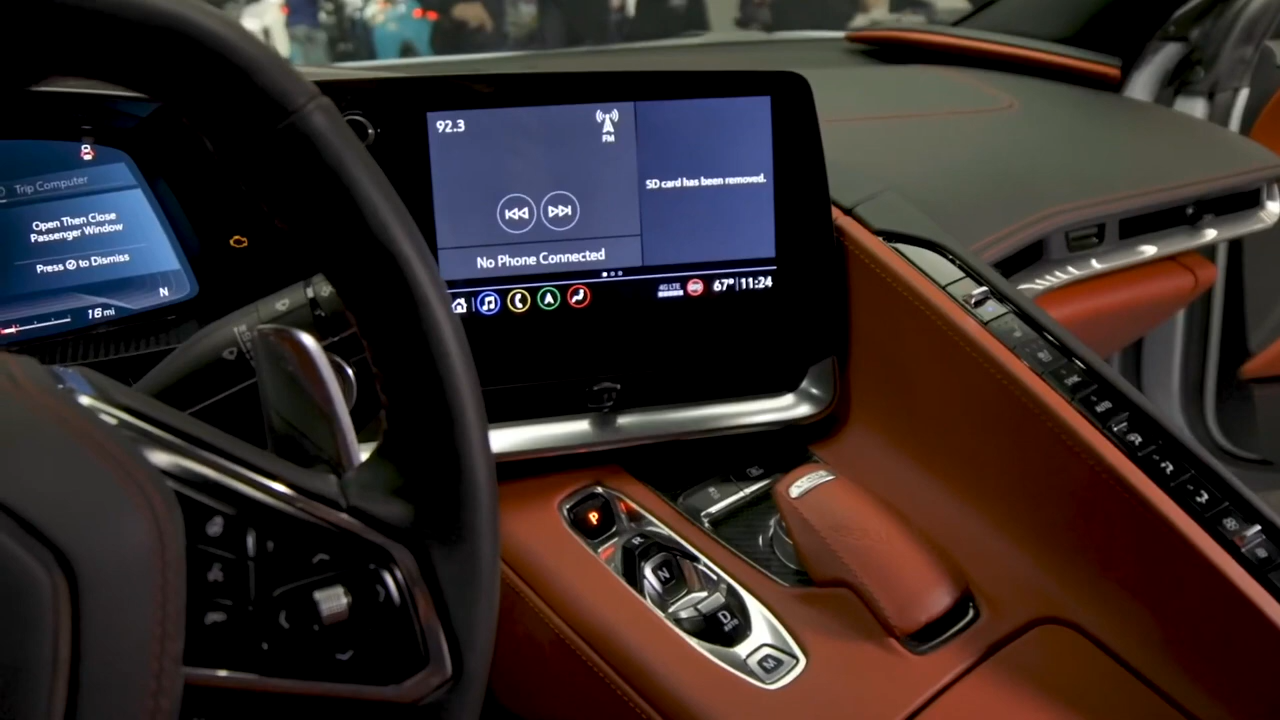 Trip Computer
Open Then Close
Passenger Window
Press ⊘ to Dismiss
N
16 mi
92.3
FM
SD card has been removed.
No Phone Connected
4G LTE
67° 11:24
P
R
N
D
AUTO
M